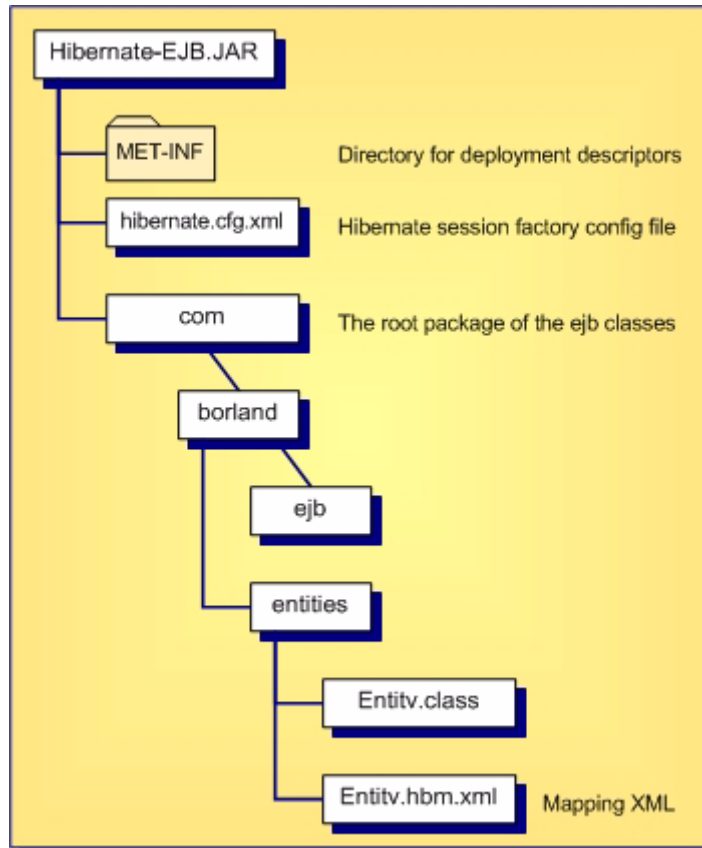 Hibernate-EJB.JAR
MET-INF Directory for deployment descriptors
hibernate.cfg.xml Hibernate session factory config file
com The root package of the ejb classes
borland
ejb
entities
Entitv.class
Entitv.hbm.xml Mapping XML